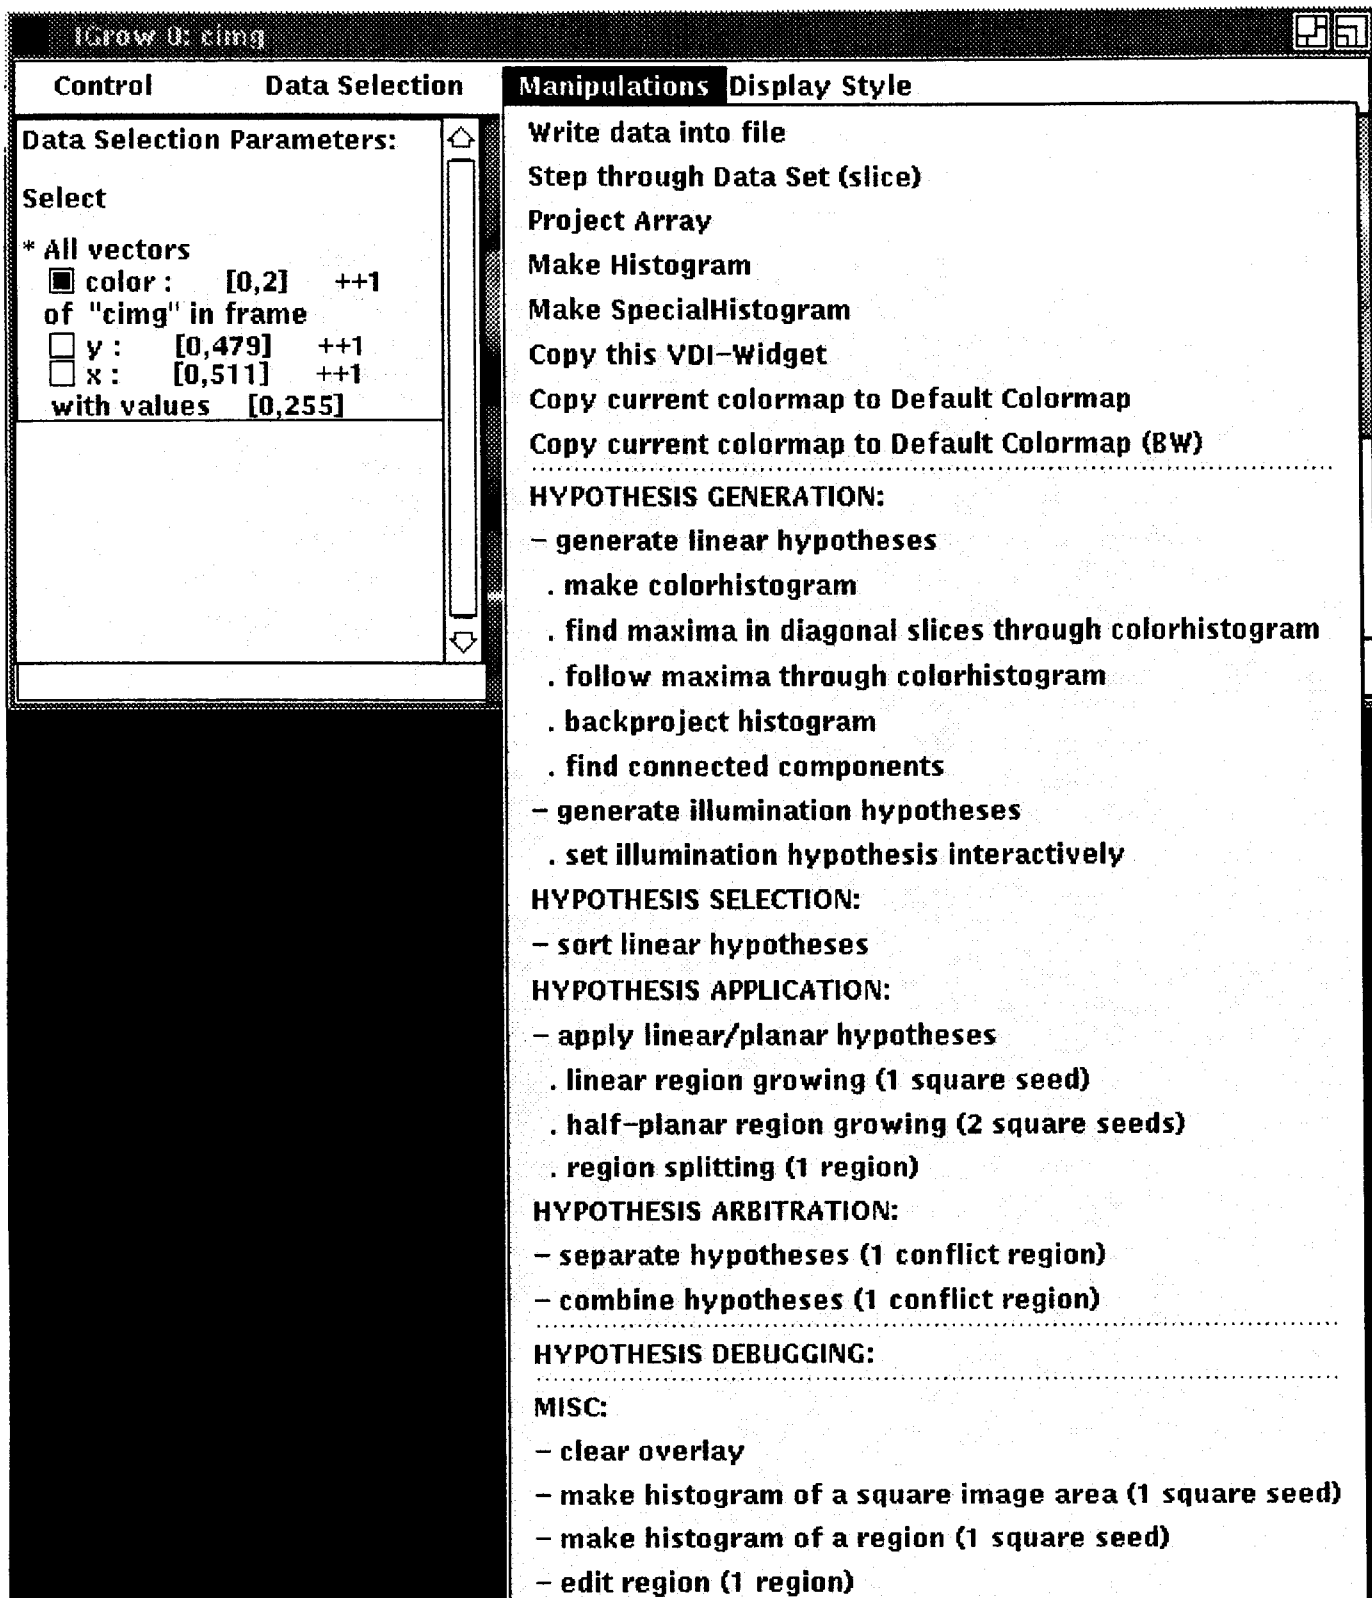 IGrow 0: cimg
Control Data Selection Manipulations Display Style
Data Selection Parameters:
Select
* All vectors
color : [0,2] ++1
of "cimg" in frame
y : [0,479] ++1
x : [0,511] ++1
with values [0,255]
Write data into file
Step through Data Set (slice)
Project Array
Make Histogram
Make SpecialHistogram
Copy this VDI-Widget
Copy current colormap to Default Colormap
Copy current colormap to Default Colormap (BW)
HYPOTHESIS GENERATION:
- generate linear hypotheses
. make colorhistogram
. find maxima in diagonal slices through colorhistogram
. follow maxima through colorhistogram
. backproject histogram
. find connected components
- generate illumination hypotheses
. set illumination hypothesis interactively
HYPOTHESIS SELECTION:
- sort linear hypotheses
HYPOTHESIS APPLICATION:
- apply linear/planar hypotheses
. linear region growing (1 square seed)
. half-planar region growing (2 square seeds)
. region splitting (1 region)
HYPOTHESIS ARBITRATION:
- separate hypotheses (1 conflict region)
- combine hypotheses (1 conflict region)
HYPOTHESIS DEBUGGING:
MISC:
- clear overlay
- make histogram of a square image area (1 square seed)
- make histogram of a region (1 square seed)
- edit region (1 region)